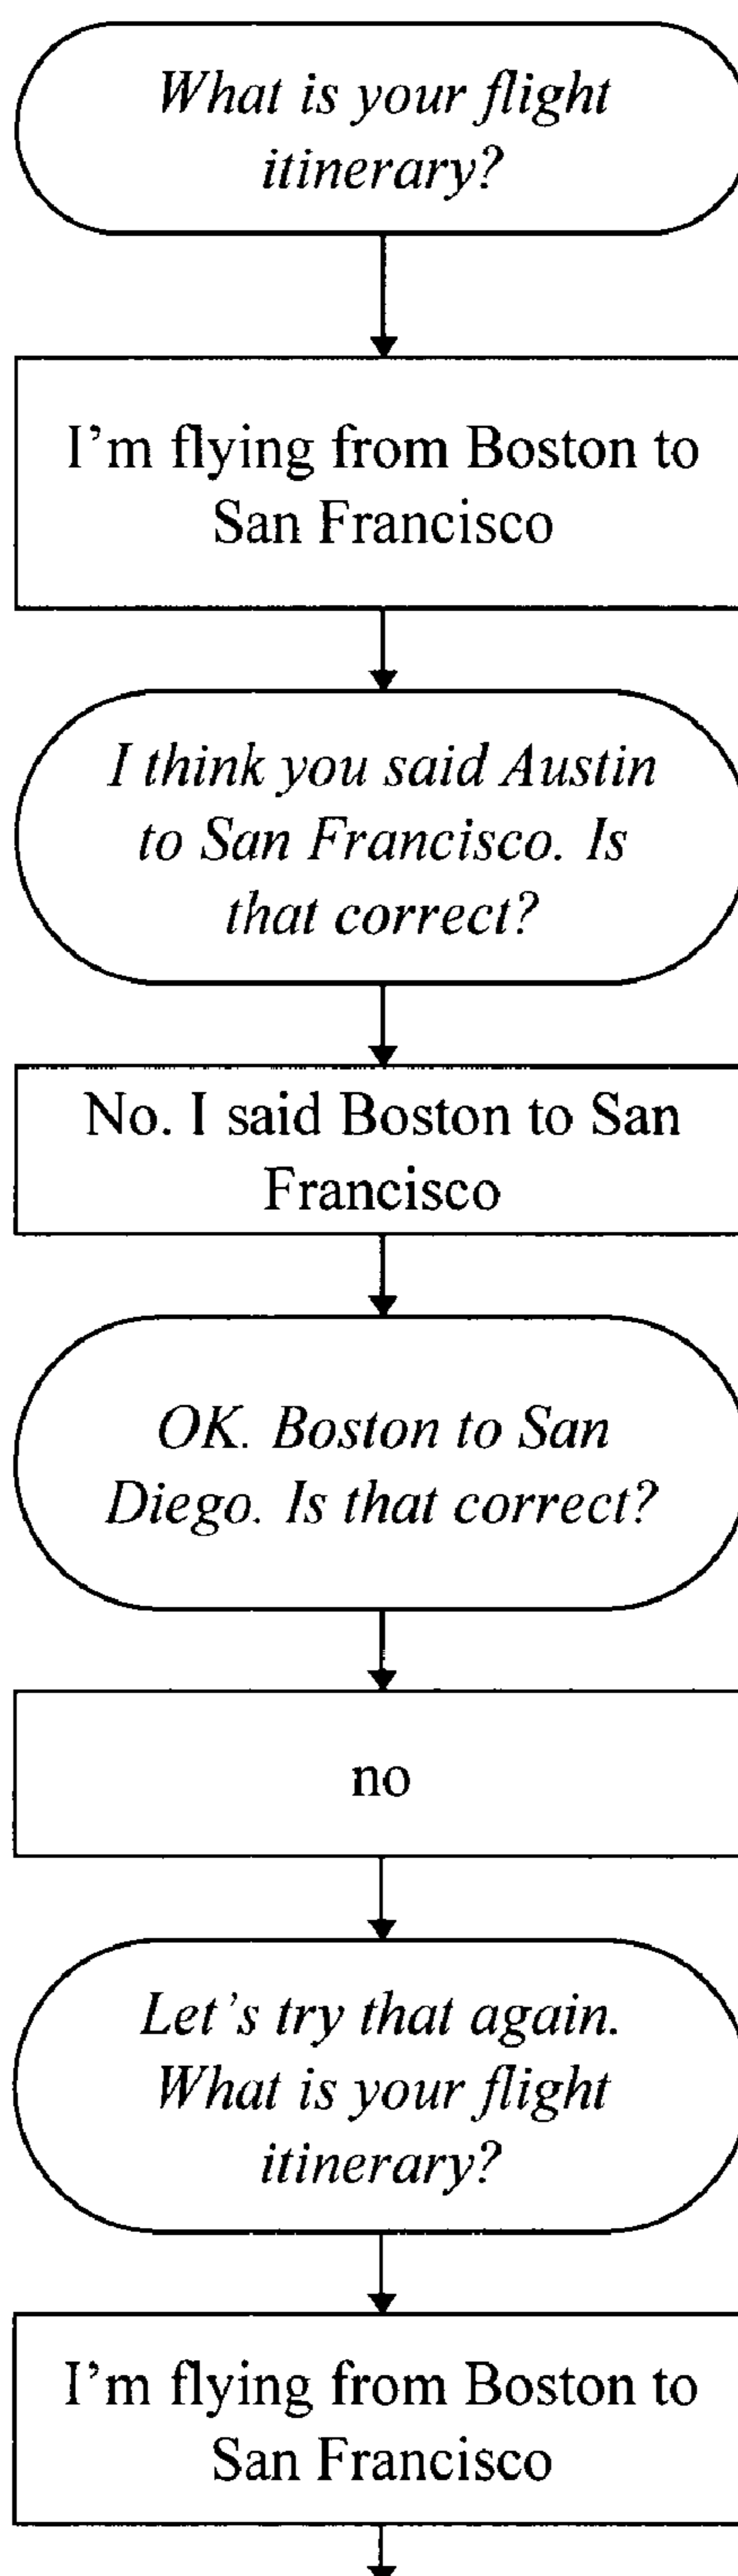 What is your flight
itinerary?
I'm flying from Boston to
San Francisco
I think you said Austin
to San Francisco. Is
that correct?
No. I said Boston to San
Francisco
OK. Boston to San
Diego. Is that correct?
no
Let's try that again.
What is your flight
itinerary?
I'm flying from Boston to
San Francisco